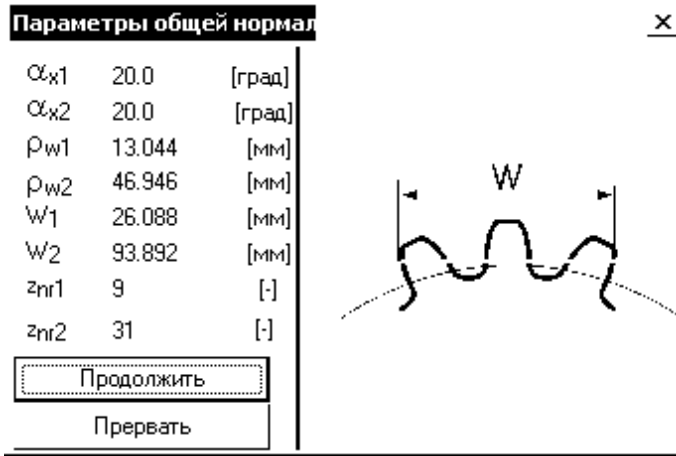 Параметры общей нормал
αx1 20.0 [град]
αx2 20.0 [град]
ρw1 13.044 [мм]
ρw2 46.946 [мм]
W1 26.088 [мм]
W2 93.892 [мм]
znr1 9 [-]
znr2 31 [-]
Продолжить
Прервать
W